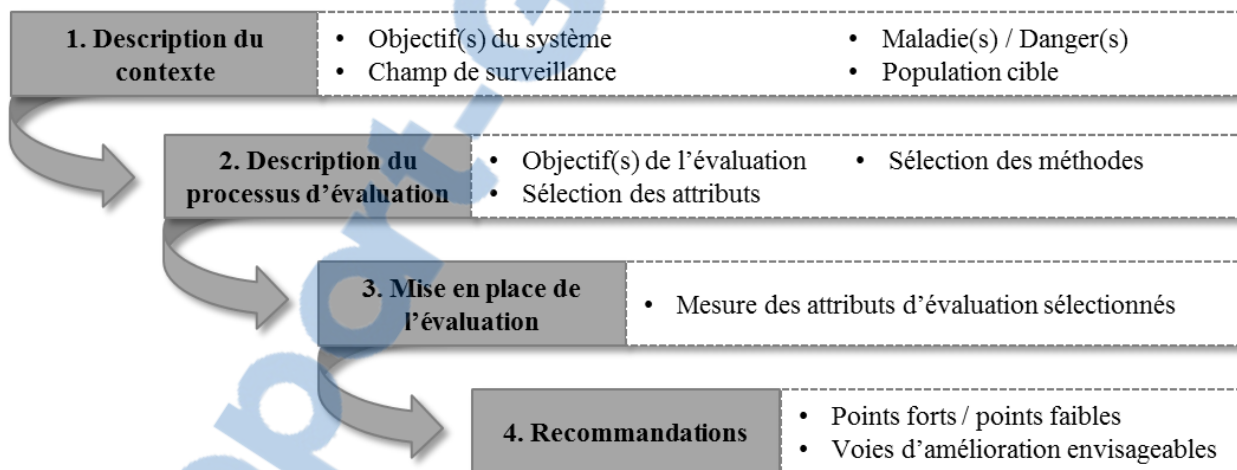 1. Description du
contexte
• Objectif(s) du système
• Champ de surveillance
• Maladie(s) / Danger(s)
• Population cible
2. Description du
processus d’évaluation
• Objectif(s) de l’évaluation
• Sélection des attributs
• Sélection des méthodes
3. Mise en place de
l’évaluation
• Mesure des attributs d’évaluation sélectionnés
4. Recommandations
• Points forts / points faibles
• Voies d’amélioration envisageables